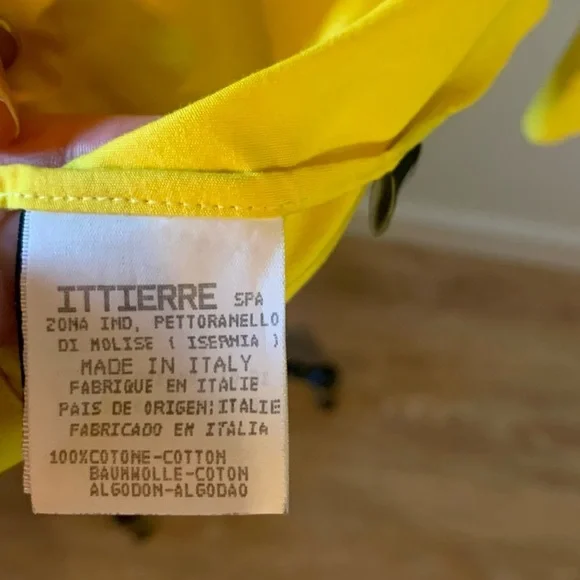 ITTIERRE SPA
ZONA IND, PETTORANELLO
DI MOLISE ( ISERNIA )
MADE IN ITALY
FABRIQUE EN ITALIE
PAIS DE ORIGEN:ITALIE
FABRICADO EM ITALIA
100%COTONE-COTTON
BAUMWOLLE-COTON
ALGODON-ALGODAO